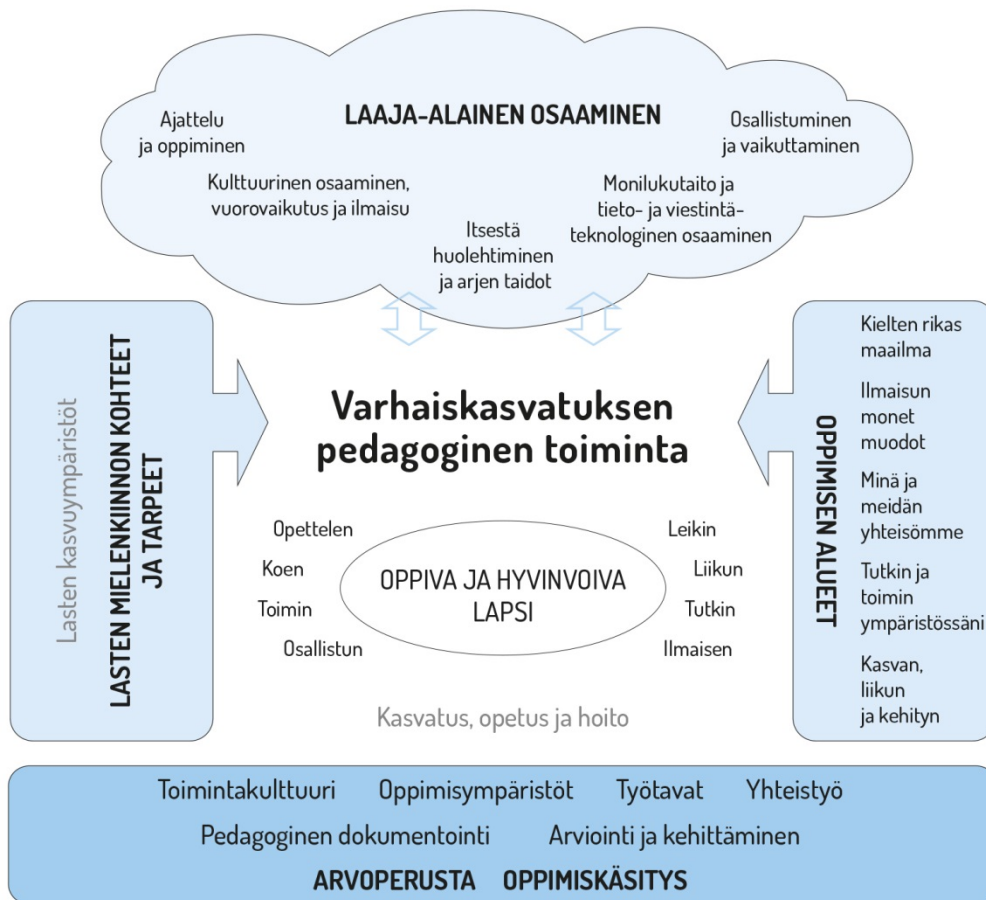 LAAJA-ALAINEN OSAAMINEN
Ajattelu
ja oppiminen
Osallistuminen
ja vaikuttaminen
Kulttuurinen osaaminen,
vuorovaikutus ja ilmaisu
Monilukutaito ja
tieto- ja viestintä-
teknologinen osaaminen
Itsestä
huolehtiminen
ja arjen taidot
Lasten kasvuympäristöt
LASTEN MIELENKIINNON KOHTEET
JA TARPEET
Varhaiskasvatuksen
pedagoginen toiminta
Opettelen
Koen
Toimin
Osallistun
OPPIVA JA HYVINVOIVA
LAPSI
Leikin
Liikun
Tutkin
Ilmaisen
Kasvatus, opetus ja hoito
OPPIMISEN ALUEET
Kielten rikas
maailma
Ilmaisun
monet
muodot
Minä ja
meidän
yhteisömme
Tutkin ja
toimin
ympäristössäni
Kasvan,
liikun
ja kehityn
Toimintakulttuuri Oppimisympäristöt Työtavat Yhteistyö
Pedagoginen dokumentointi Arviointi ja kehittäminen
ARVOPERUSTA OPPIMISKÄSITYS